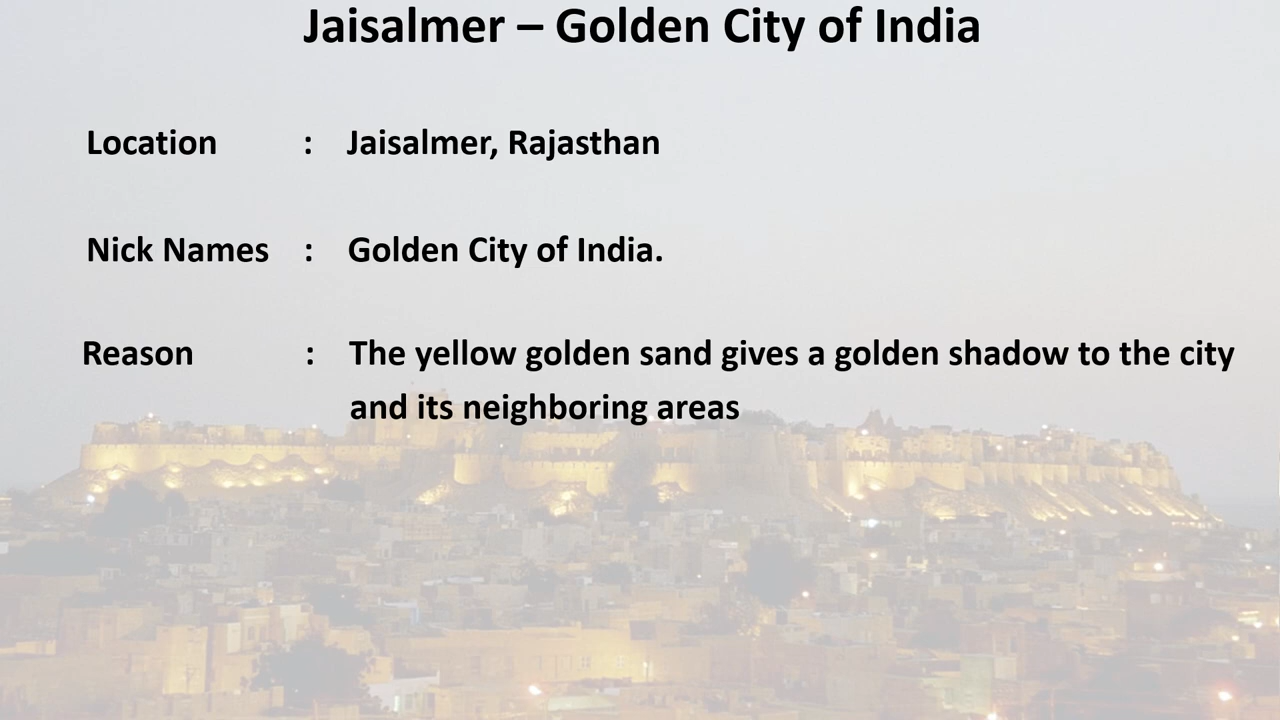 Jaisalmer – Golden City of India
Location : Jaisalmer, Rajasthan
Nick Names : Golden City of India.
Reason : The yellow golden sand gives a golden shadow to the city
and its neighboring areas